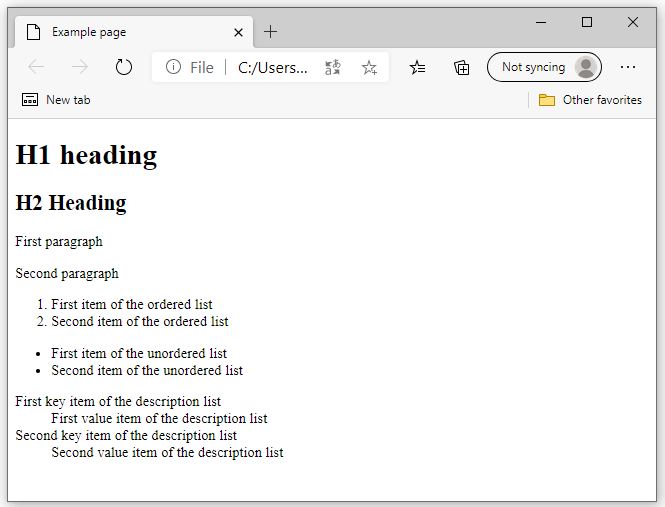 Example page
File
C:/Users...
Not syncing
New tab
Other favorites
H1 heading
H2 Heading
First paragraph
Second paragraph
1. First item of the ordered list
2. Second item of the ordered list
• First item of the unordered list
• Second item of the unordered list
First key item of the description list
First value item of the description list
Second key item of the description list
Second value item of the description list